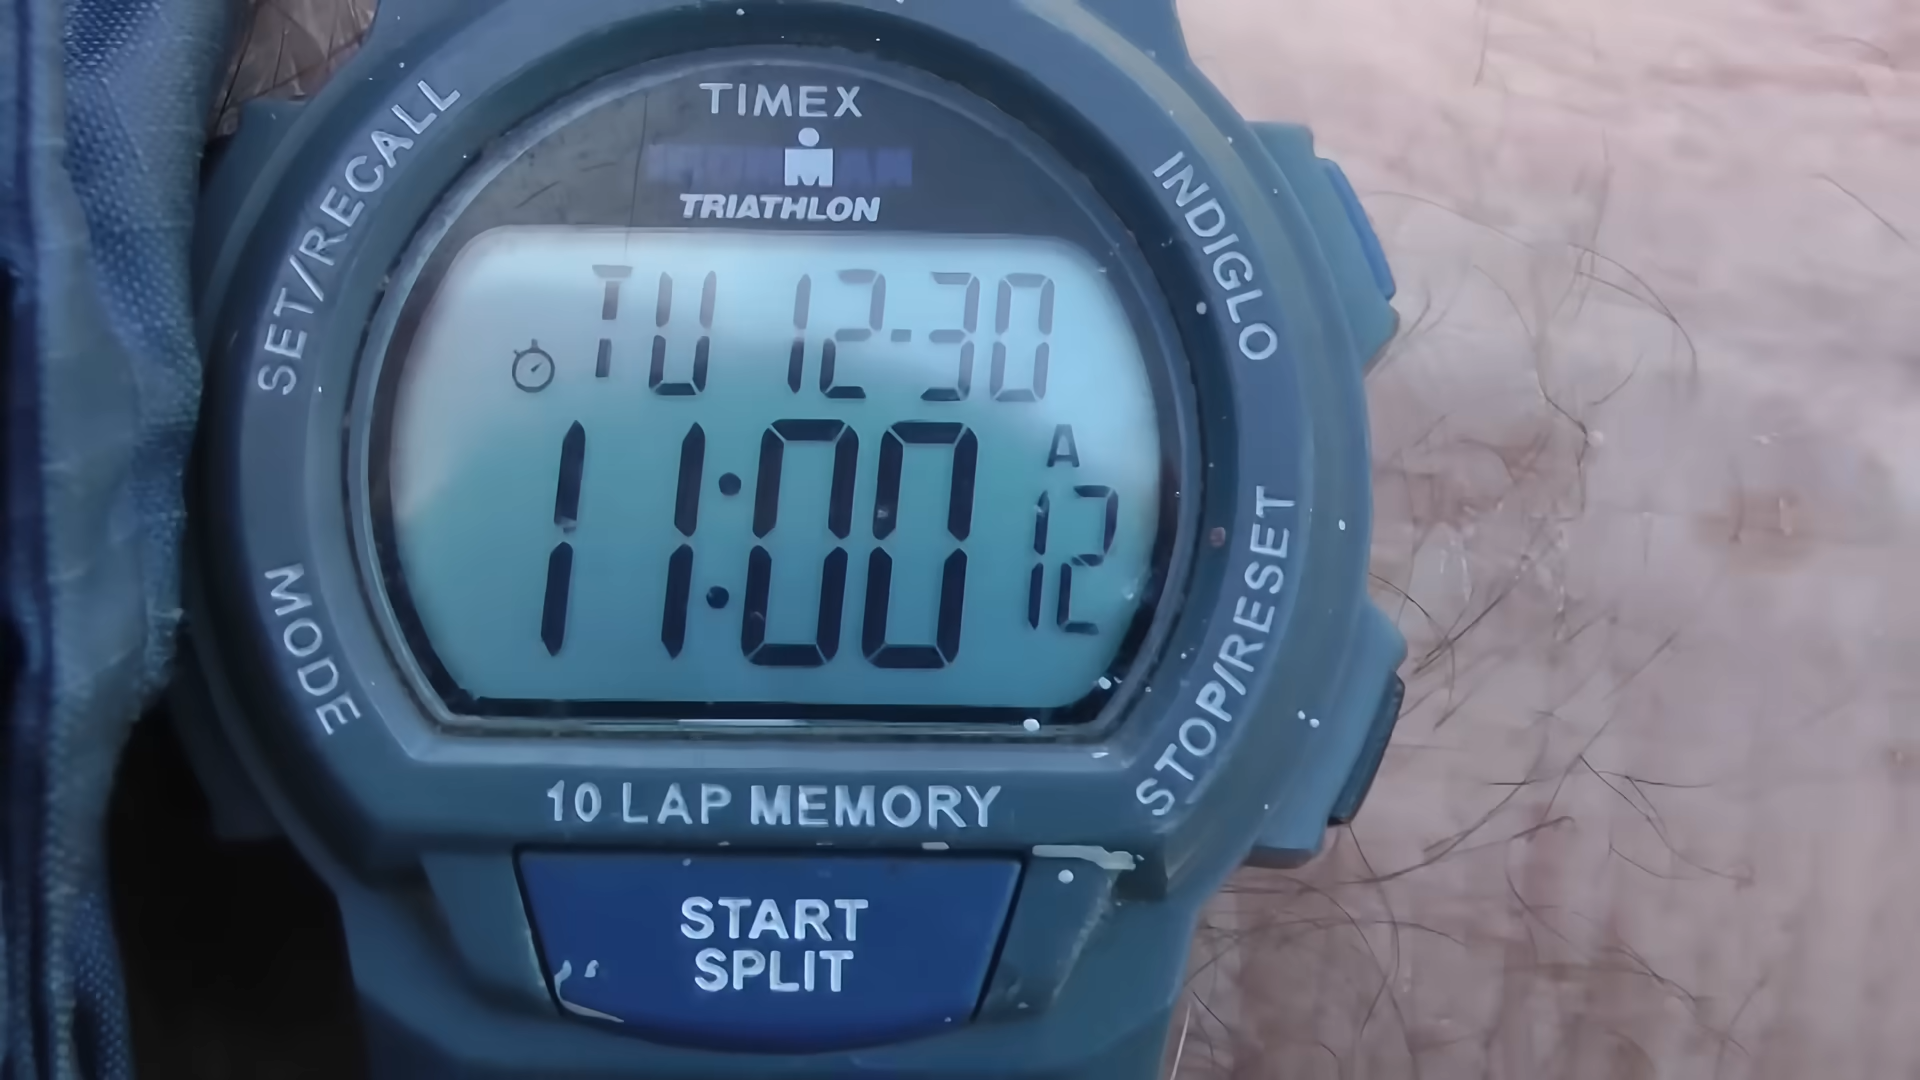 TIMEX
IRONMAN
TRIATHLON
SET/RECALL
INDIGLO
TU 12-30
11:00 A 12
MODE
STOP/RESET
10 LAP MEMORY
START
SPLIT